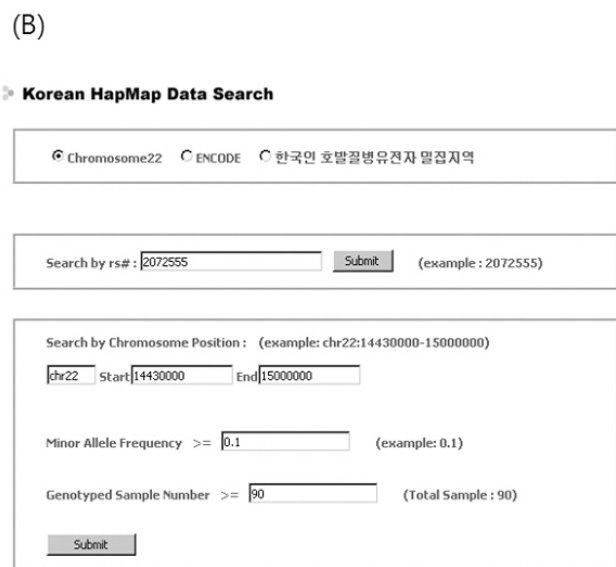 (B)
Korean HapMap Data Search
Chromosome22 ENCODE 한국인 호발질병유전자 밀집지역
Search by rs# : 2072555 Submit (example : 2072555)
Search by Chromosome Position : (example: chr22:14430000-15000000)
chr22 Start 14430000 End 15000000
Minor Allele Frequency >= 0.1 (example: 0.1)
Genotyped Sample Number >= 90 (Total Sample : 90)
Submit